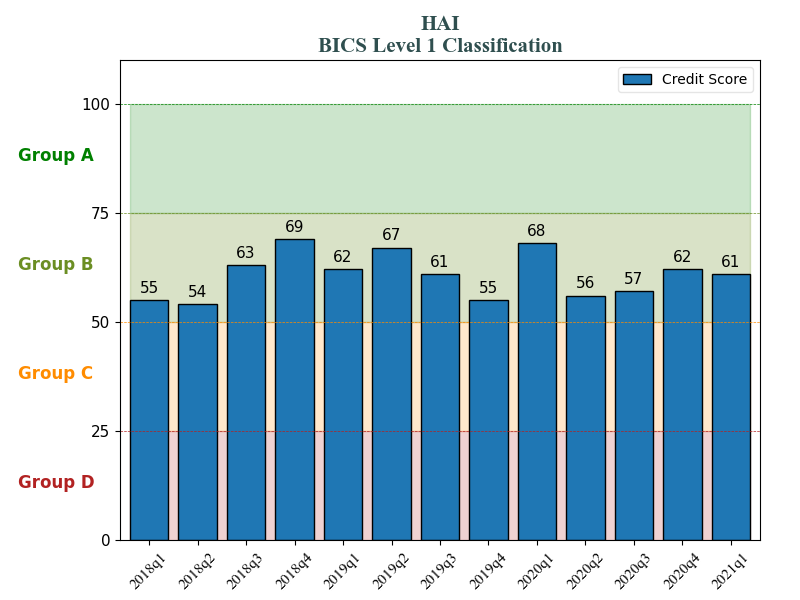 HAI
BICS Level 1 Classification
Credit Score
100
Group A
75
Group B
50
Group C
25
Group D
0
55
54
63
69
62
67
61
55
68
56
57
62
61
2018q1
2018q2
2018q3
2018q4
2019q1
2019q2
2019q3
2019q4
2020q1
2020q2
2020q3
2020q4
2021q1